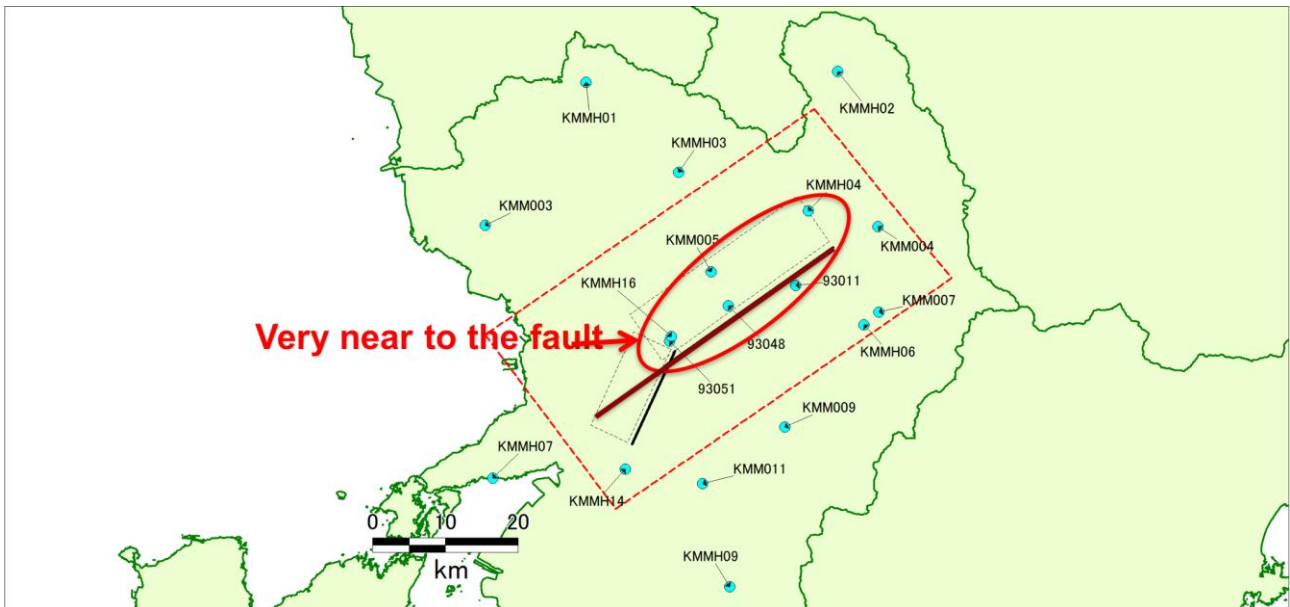 KMMH02
KMMH01
KMMH03
KMMH04
KMM003
KMM004
KMM005
93011
KMMH16
KMM007
Very near to the fault
93048
KMMH06
93051
KMM009
KMMH07
KMM011
KMMH14
0 10 20
km
KMMH09